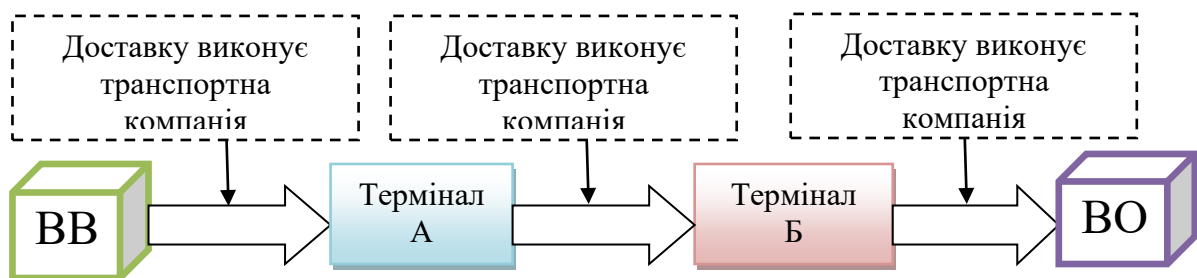 Доставку виконує
транспортна
компанія
Доставку виконує
транспортна
компанія
Доставку виконує
транспортна
компанія
ВВ
Термінал
А
Термінал
Б
ВО